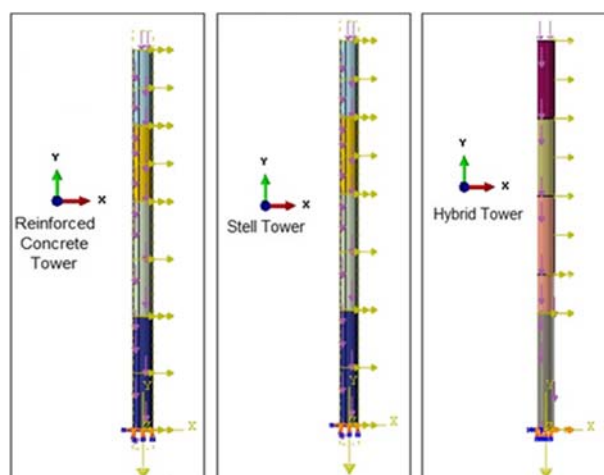 Y
X
Reinforced
Concrete
Tower
Y
X
Y
X
Stell Tower
Y
X
Y
X
Hybrid Tower
Y
X